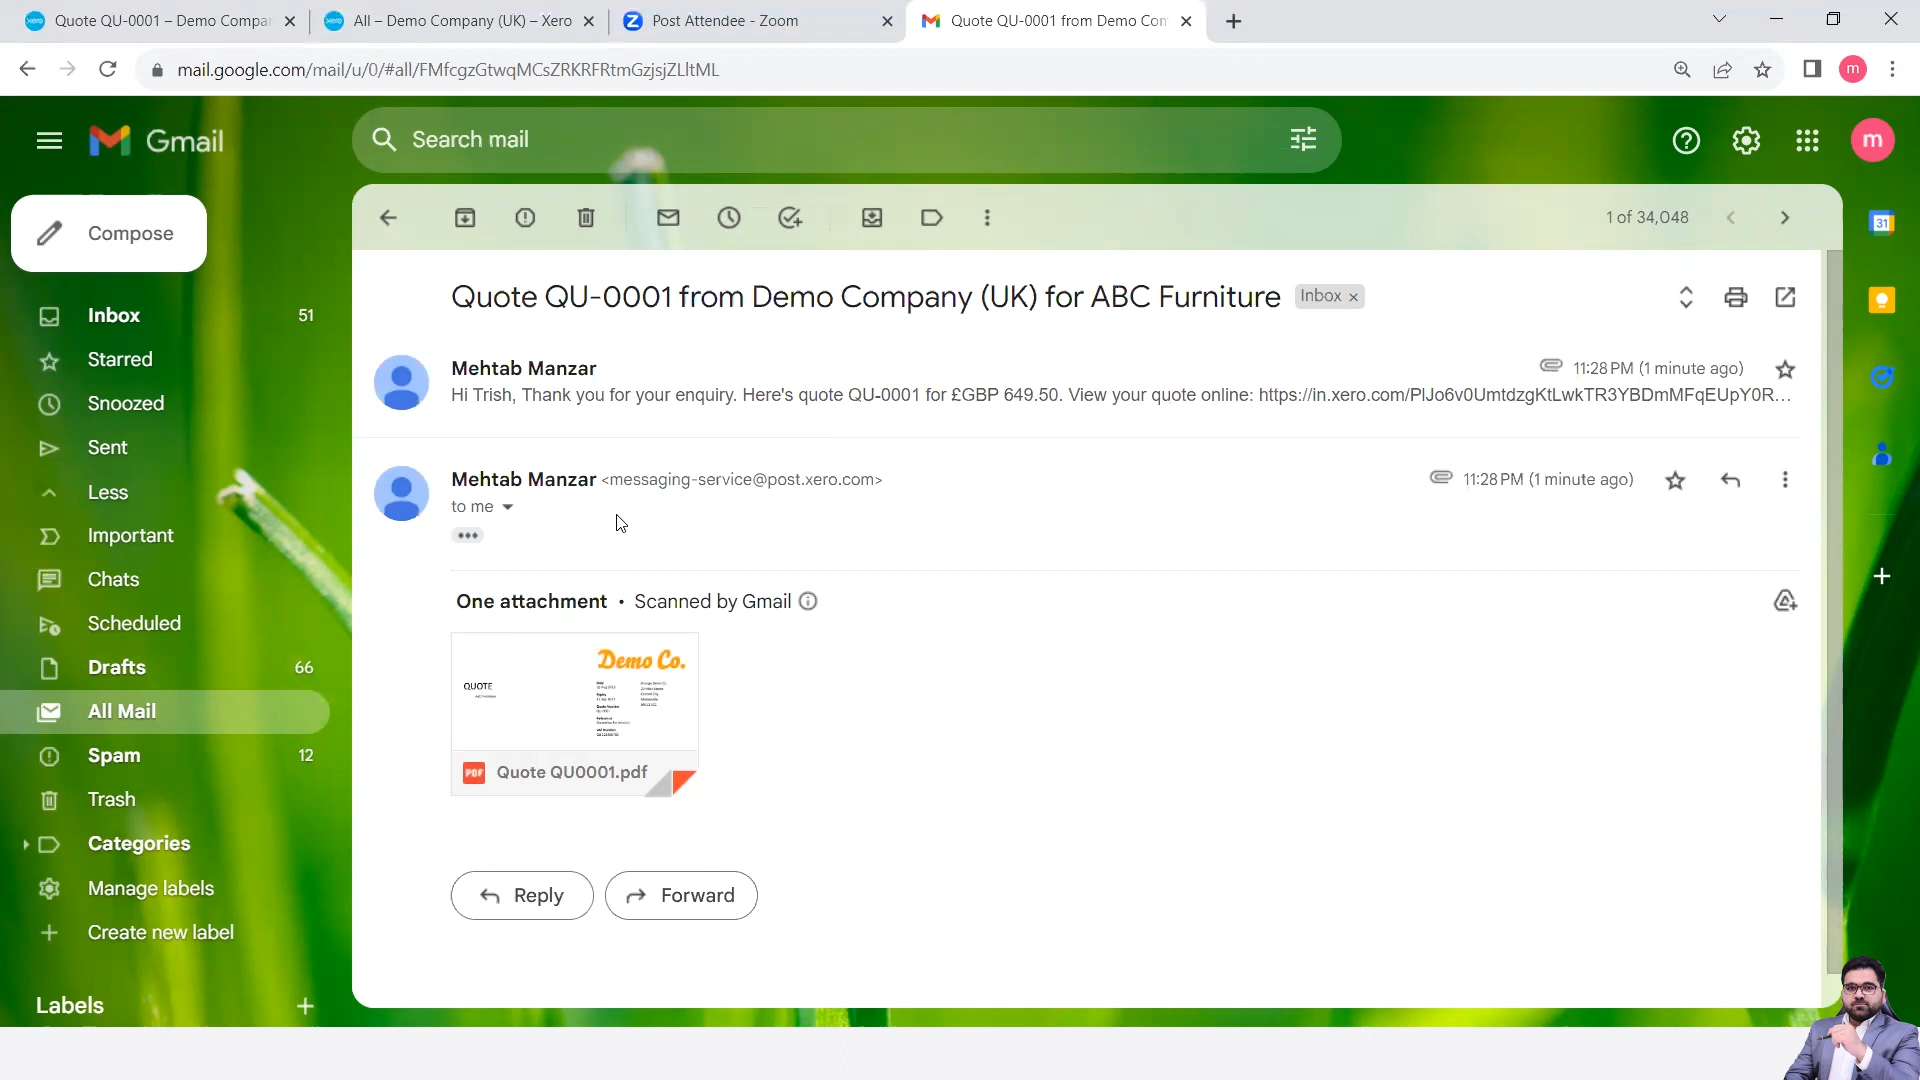 Quote QU-0001 – Demo Compa
All – Demo Company (UK) – Xero
Post Attendee - Zoom
Quote QU-0001 from Demo Com
mail.google.com/mail/u/0/#all/FMfcgzGtwqMCsZRKRFRtmGzjsjZLltML
m
Gmail
Search mail
m
Compose
1 of 34,048
31
Quote QU-0001 from Demo Company (UK) for ABC Furniture
Inbox ×
Inbox 51
Starred
Snoozed
Sent
Less
Important
Chats
Scheduled
Drafts 66
All Mail
Spam 12
Trash
Categories
Manage labels
Create new label
Labels
Mehtab Manzar
11:28 PM (1 minute ago)
Hi Trish, Thank you for your enquiry. Here's quote QU-0001 for £GBP 649.50. View your quote online: https://in.xero.com/PlJo6v0UmtdzgKtLwkTR3YBDmMFqEUpY0R...
Mehtab Manzar <messaging-service@post.xero.com>
11:28 PM (1 minute ago)
to me
One attachment • Scanned by Gmail
Demo Co.
QUOTE
PDF
Quote QU0001.pdf
Reply
Forward